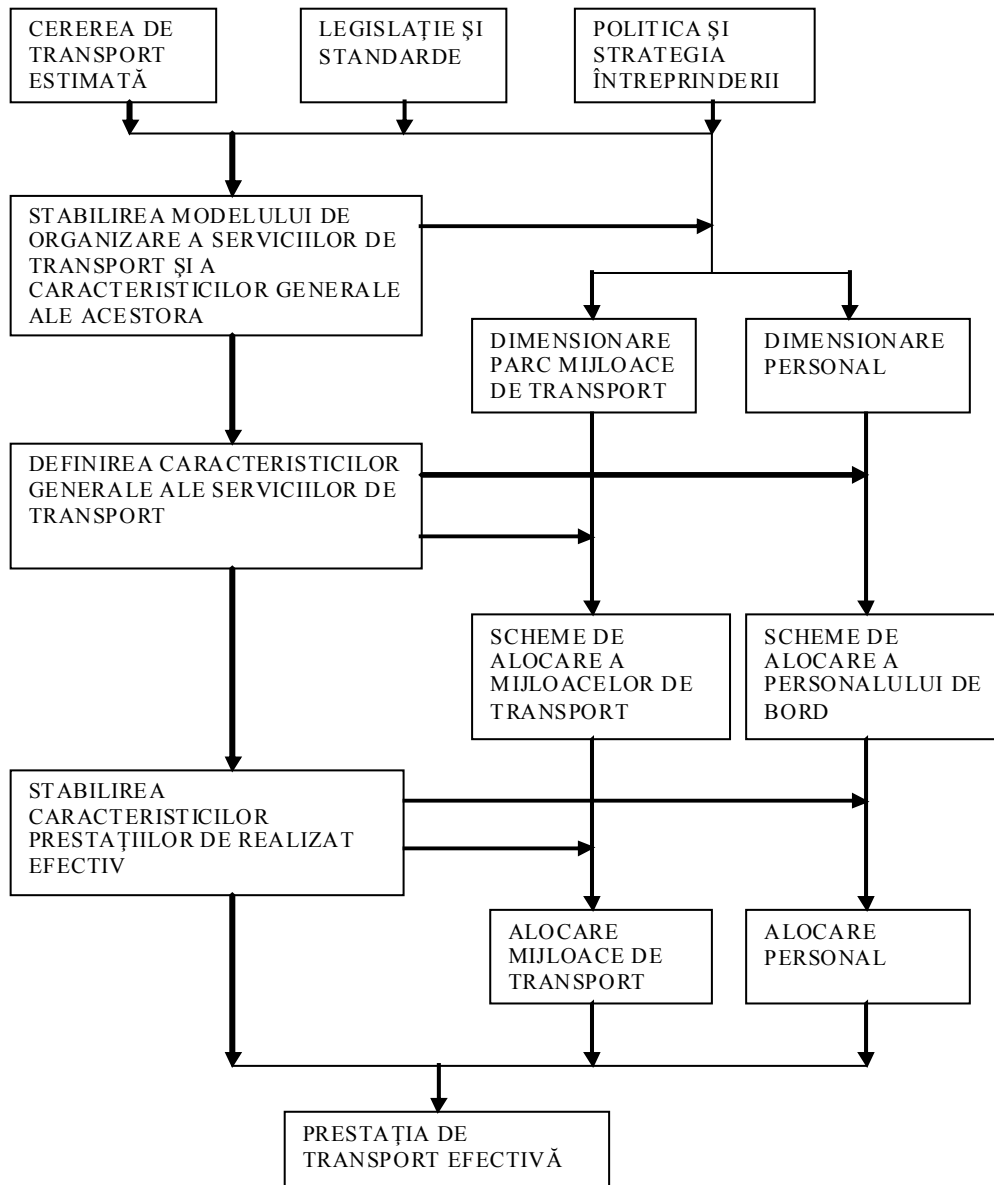 CEREREA DE
TRANSPORT
ESTIMATĂ
LEGISLAŢIE ŞI
STANDARDE
POLITICA ŞI
STRATEGIA
ÎNTREPRINDERII
STABILIREA MODELULUI DE
ORGANIZARE A SERVICIILOR DE
TRANSPORT ŞI A
CARACTERISTICILOR GENERALE
ALE ACESTORA
DIMENSIONARE
PARC MIJLOACE
DE TRANSPORT
DIMENSIONARE
PERSONAL
DEFINIREA CARACTERISTICILOR
GENERALE ALE SERVICIILOR DE
TRANSPORT
SCHEME DE
ALOCARE A
MIJLOACELOR DE
TRANSPORT
SCHEME DE
ALOCARE A
PERSONALULUI DE
BORD
STABILIREA
CARACTERISTICILOR
PRESTAŢIILOR DE REALIZAT
EFECTIV
ALOCARE
MIJLOACE DE
TRANSPORT
ALOCARE
PERSONAL
PRESTAŢIA DE
TRANSPORT EFECTIVĂ